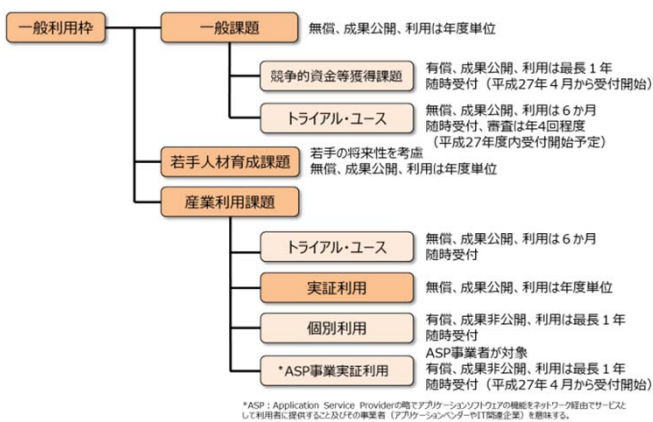 一般利用枠
一般課題
無償、成果公開、利用は年度単位
競争的資金等獲得課題
有償、成果公開、利用は最長１年
随時受付（平成27年４月から受付開始）
トライアル・ユース
無償、成果公開、利用は６か月
随時受付、審査は年4回程度
（平成27年度内受付開始予定）
若手人材育成課題
若手の将来性を考慮
無償、成果公開、利用は年度単位
産業利用課題
トライアル・ユース
無償、成果公開、利用は６か月
随時受付
実証利用
無償、成果公開、利用は年度単位
個別利用
有償、成果非公開、利用は最長１年
随時受付
*ASP事業実証利用
ASP事業者が対象
有償、成果非公開、利用は最長１年
随時受付（平成27年４月から受付開始）
*ASP：Application Service Providerの略でアプリケーションソフトウェアの機能をネットワーク経由でサービスと
して利用者に提供すること及びその事業者（アプリケーションベンダーやIT関連企業）を意味する。